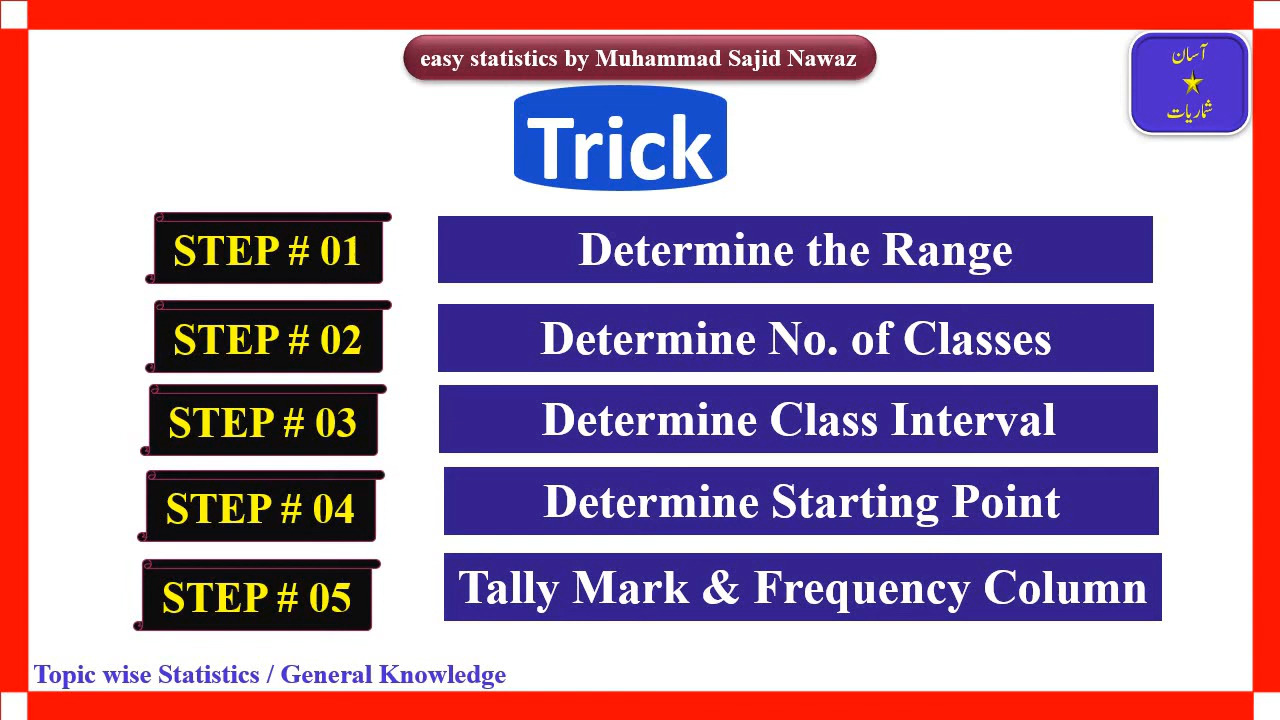 easy statistics by Muhammad Sajid Nawaz
آسان
شماریات
Trick
STEP # 01
Determine the Range
STEP # 02
Determine No. of Classes
STEP # 03
Determine Class Interval
STEP # 04
Determine Starting Point
STEP # 05
Tally Mark & Frequency Column
Topic wise Statistics / General Knowledge